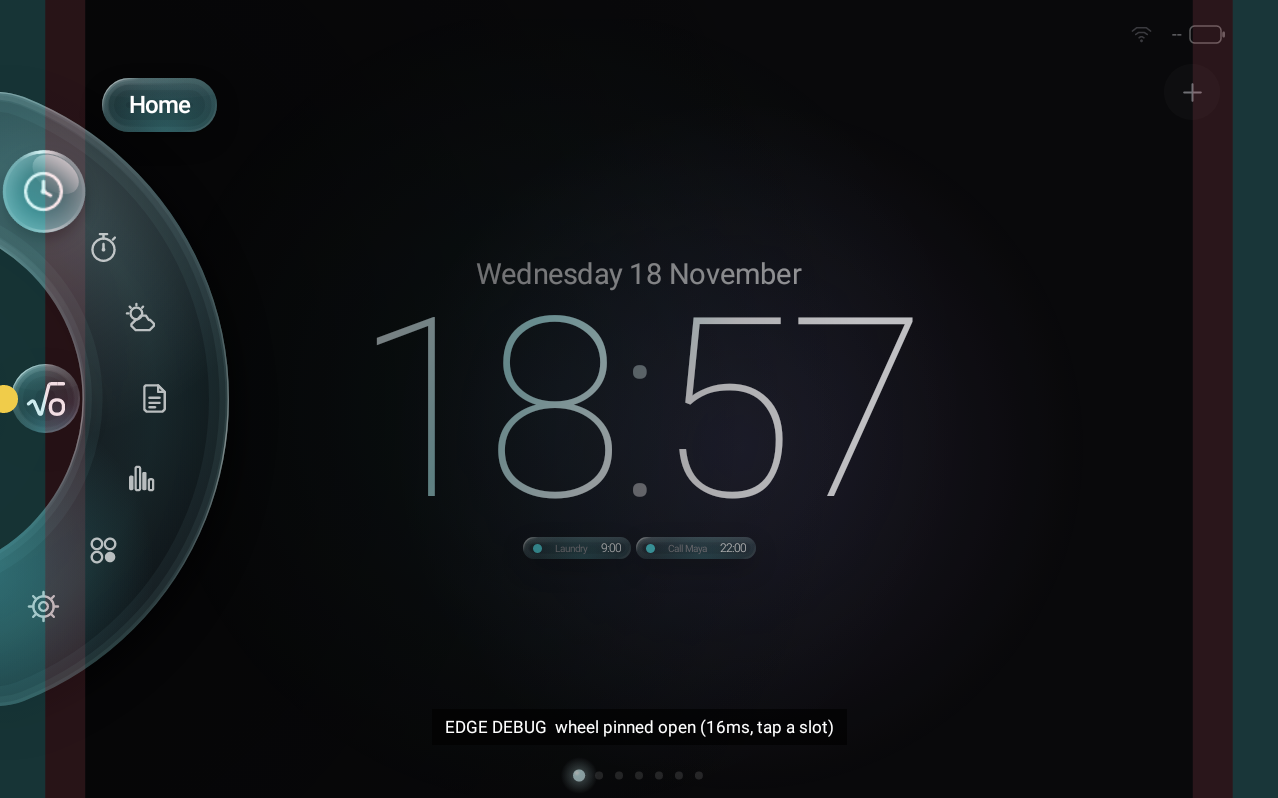 --
Home
Wednesday 18 November
18:57
Laundry 9:00 Call Maya 22:00
EDGE DEBUG wheel pinned open (16ms, tap a slot)